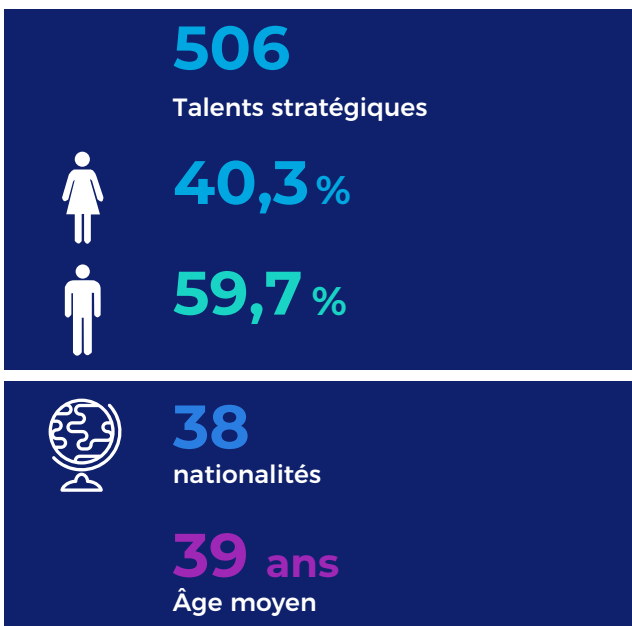 506
Talents stratégiques
40,3 %
59,7 %
38
nationalités
39 ans
Âge moyen